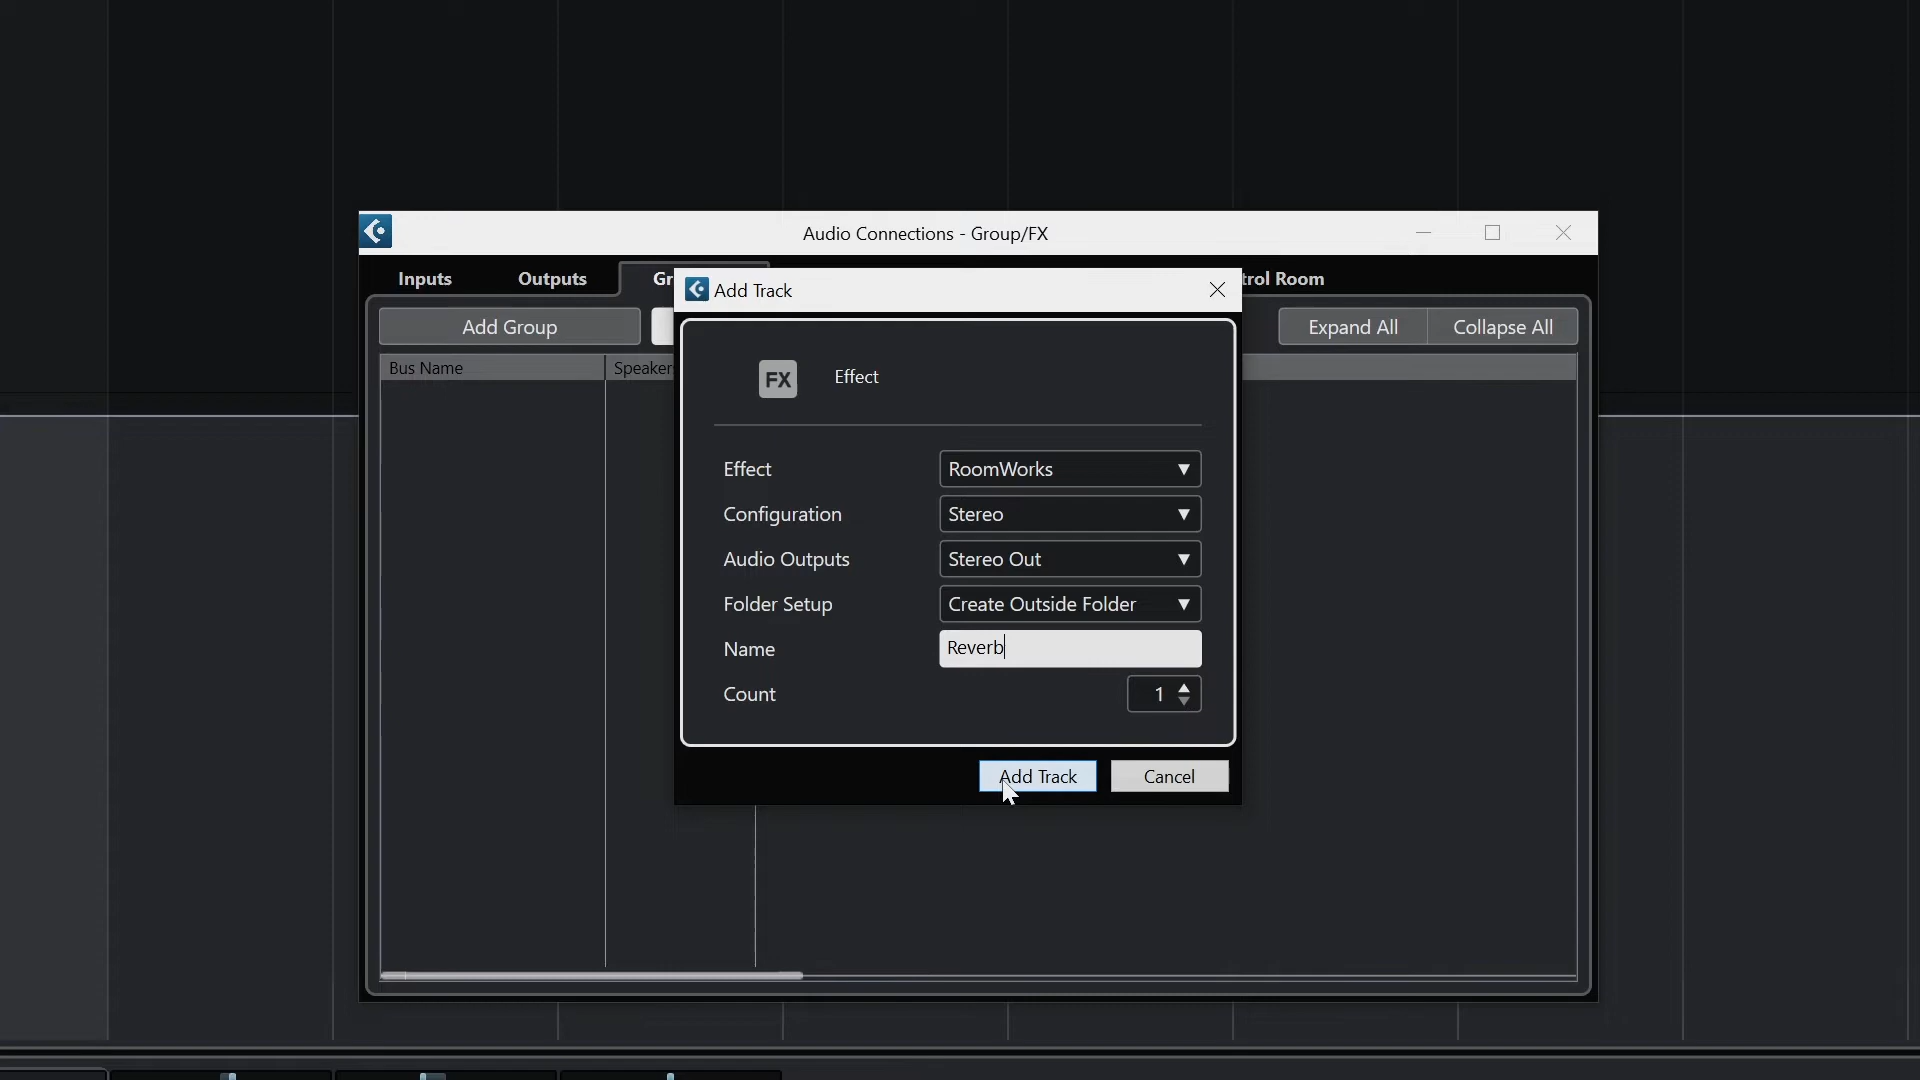 Audio Connections - Group/FX
Inputs Outputs Gr trol Room
Add Track
Add Group Expand All Collapse All
Bus Name Speaker
FX Effect
Effect RoomWorks
Configuration Stereo
Audio Outputs Stereo Out
Folder Setup Create Outside Folder
Name Reverb
Count 1
Add Track Cancel